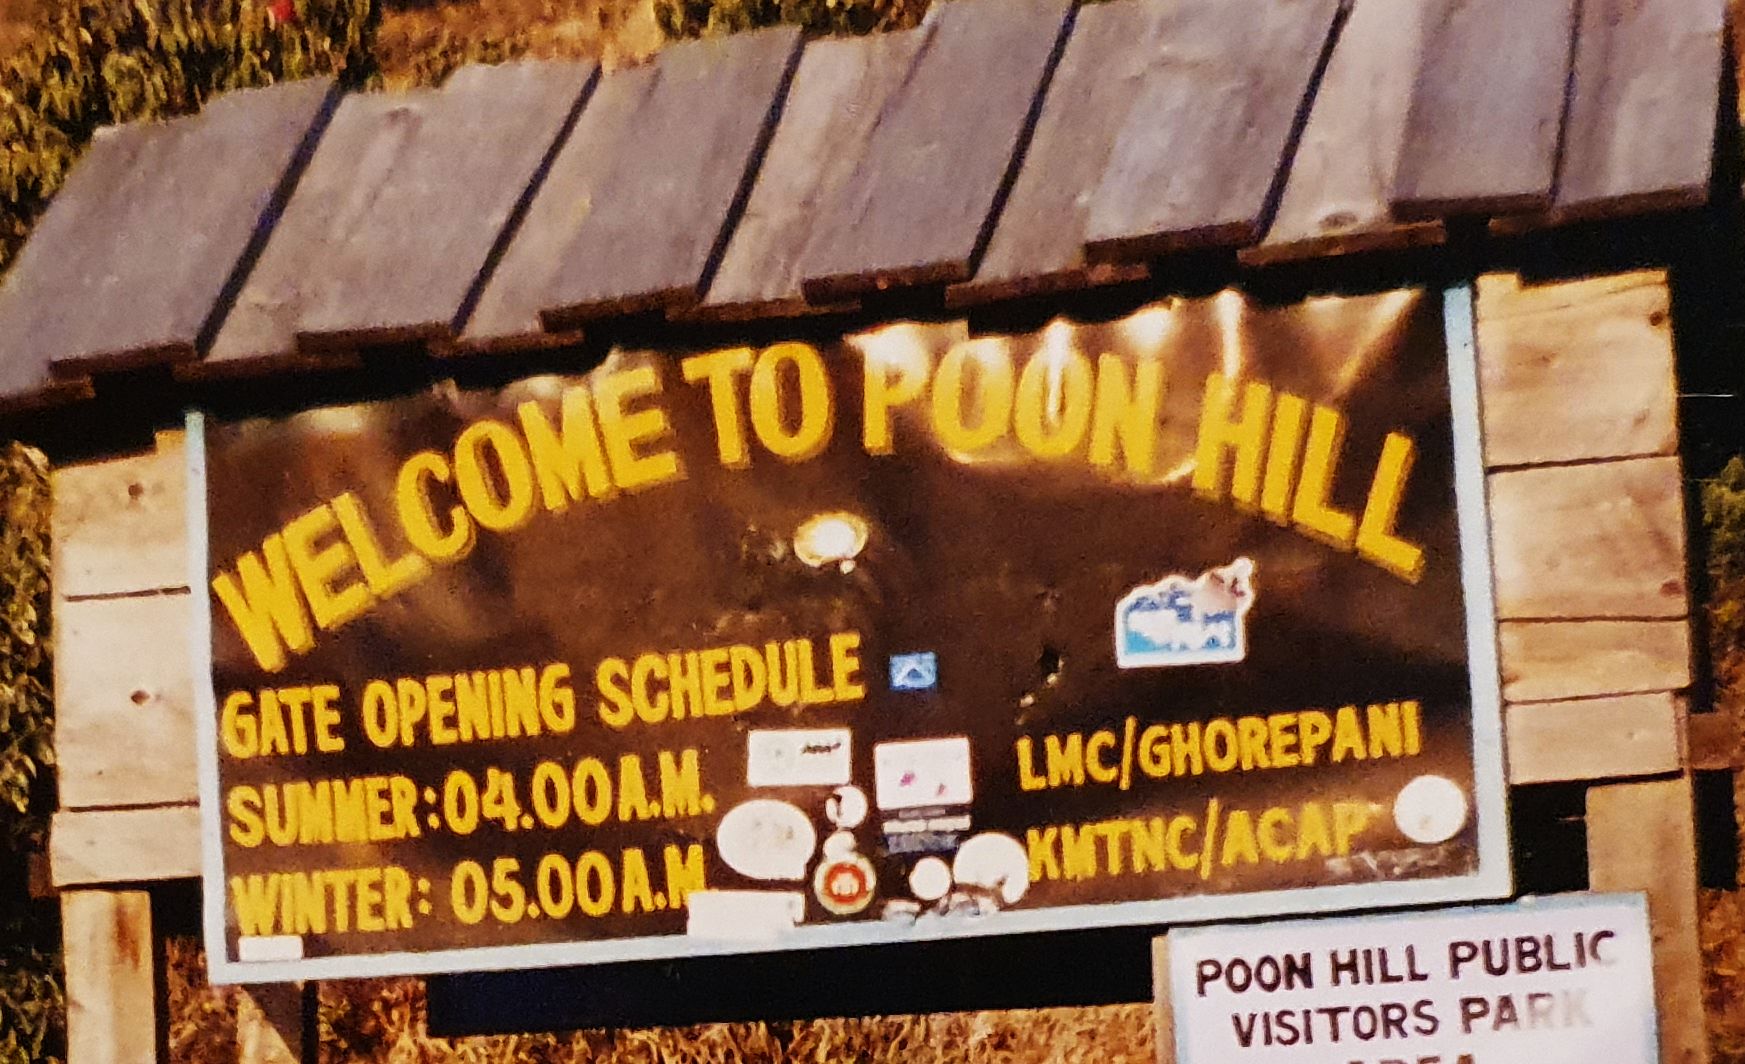 WELCOME TO POON HILL
GATE OPENING SCHEDULE
SUMMER:04.00A.M.
WINTER: 05.00A.M
LMC/GHOREPANI
KMTNC/ACAP
POON HILL PUBLIC
VISITORS PARK
AREA